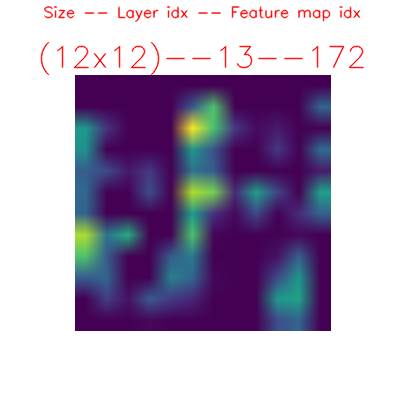 Size -- Layer idx -- Feature map idx
(12x12)--13--172